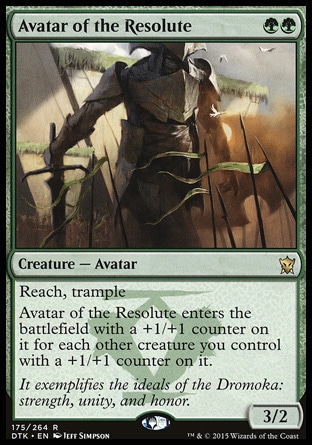 Avatar of the Resolute
Creature — Avatar
Reach, trample
Avatar of the Resolute enters the
battlefield with a +1/+1 counter on
it for each other creature you control
with a +1/+1 counter on it.
It exemplifies the ideals of the Dromoka:
strength, unity, and honor.
3/2
175/264 R
DTK • EN Jeff Simpson
™ & © 2015 Wizards of the Coast